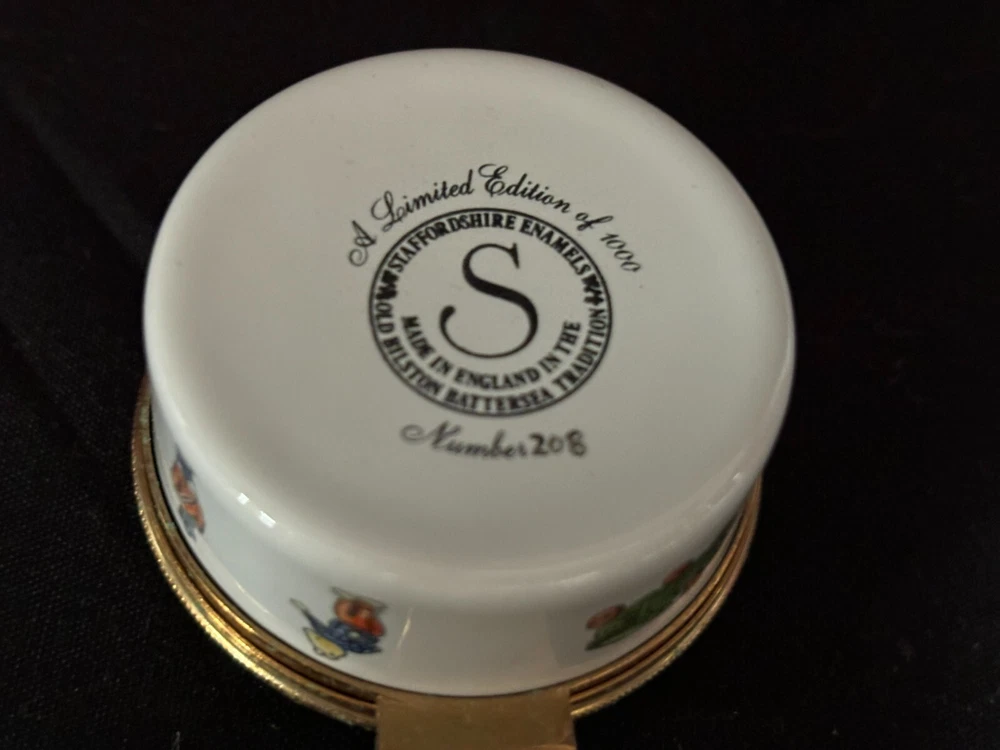 A Limited Edition of 1000
STAFFORDSHIRE ENAMELS
S
MADE IN ENGLAND IN THE
OLD BILSTON BATTERSEA TRADITION
Number 208